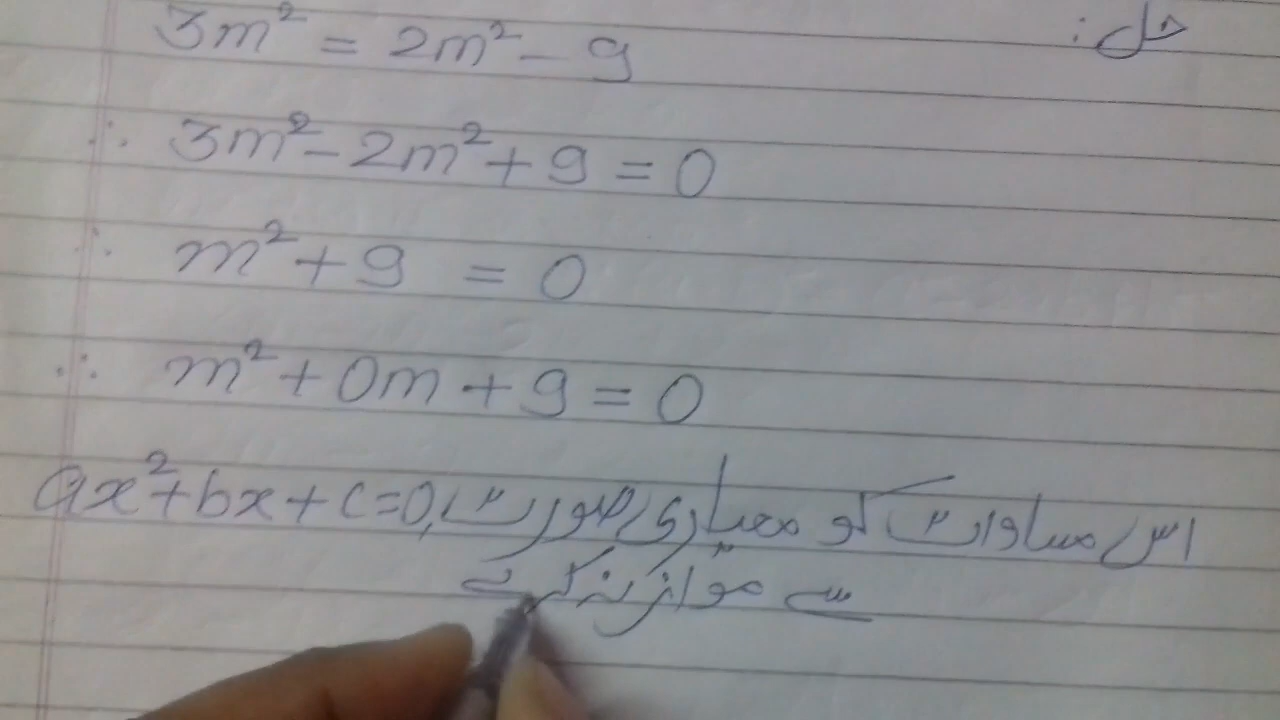 حل:
3m² = 2m² - 9
∴ 3m² - 2m² + 9 = 0
∴ m² + 9 = 0
∴ m² + 0m + 9 = 0
اس مساوات کو معیاری صورت، ax² + bx + c = 0
سے موازنہ کرنے